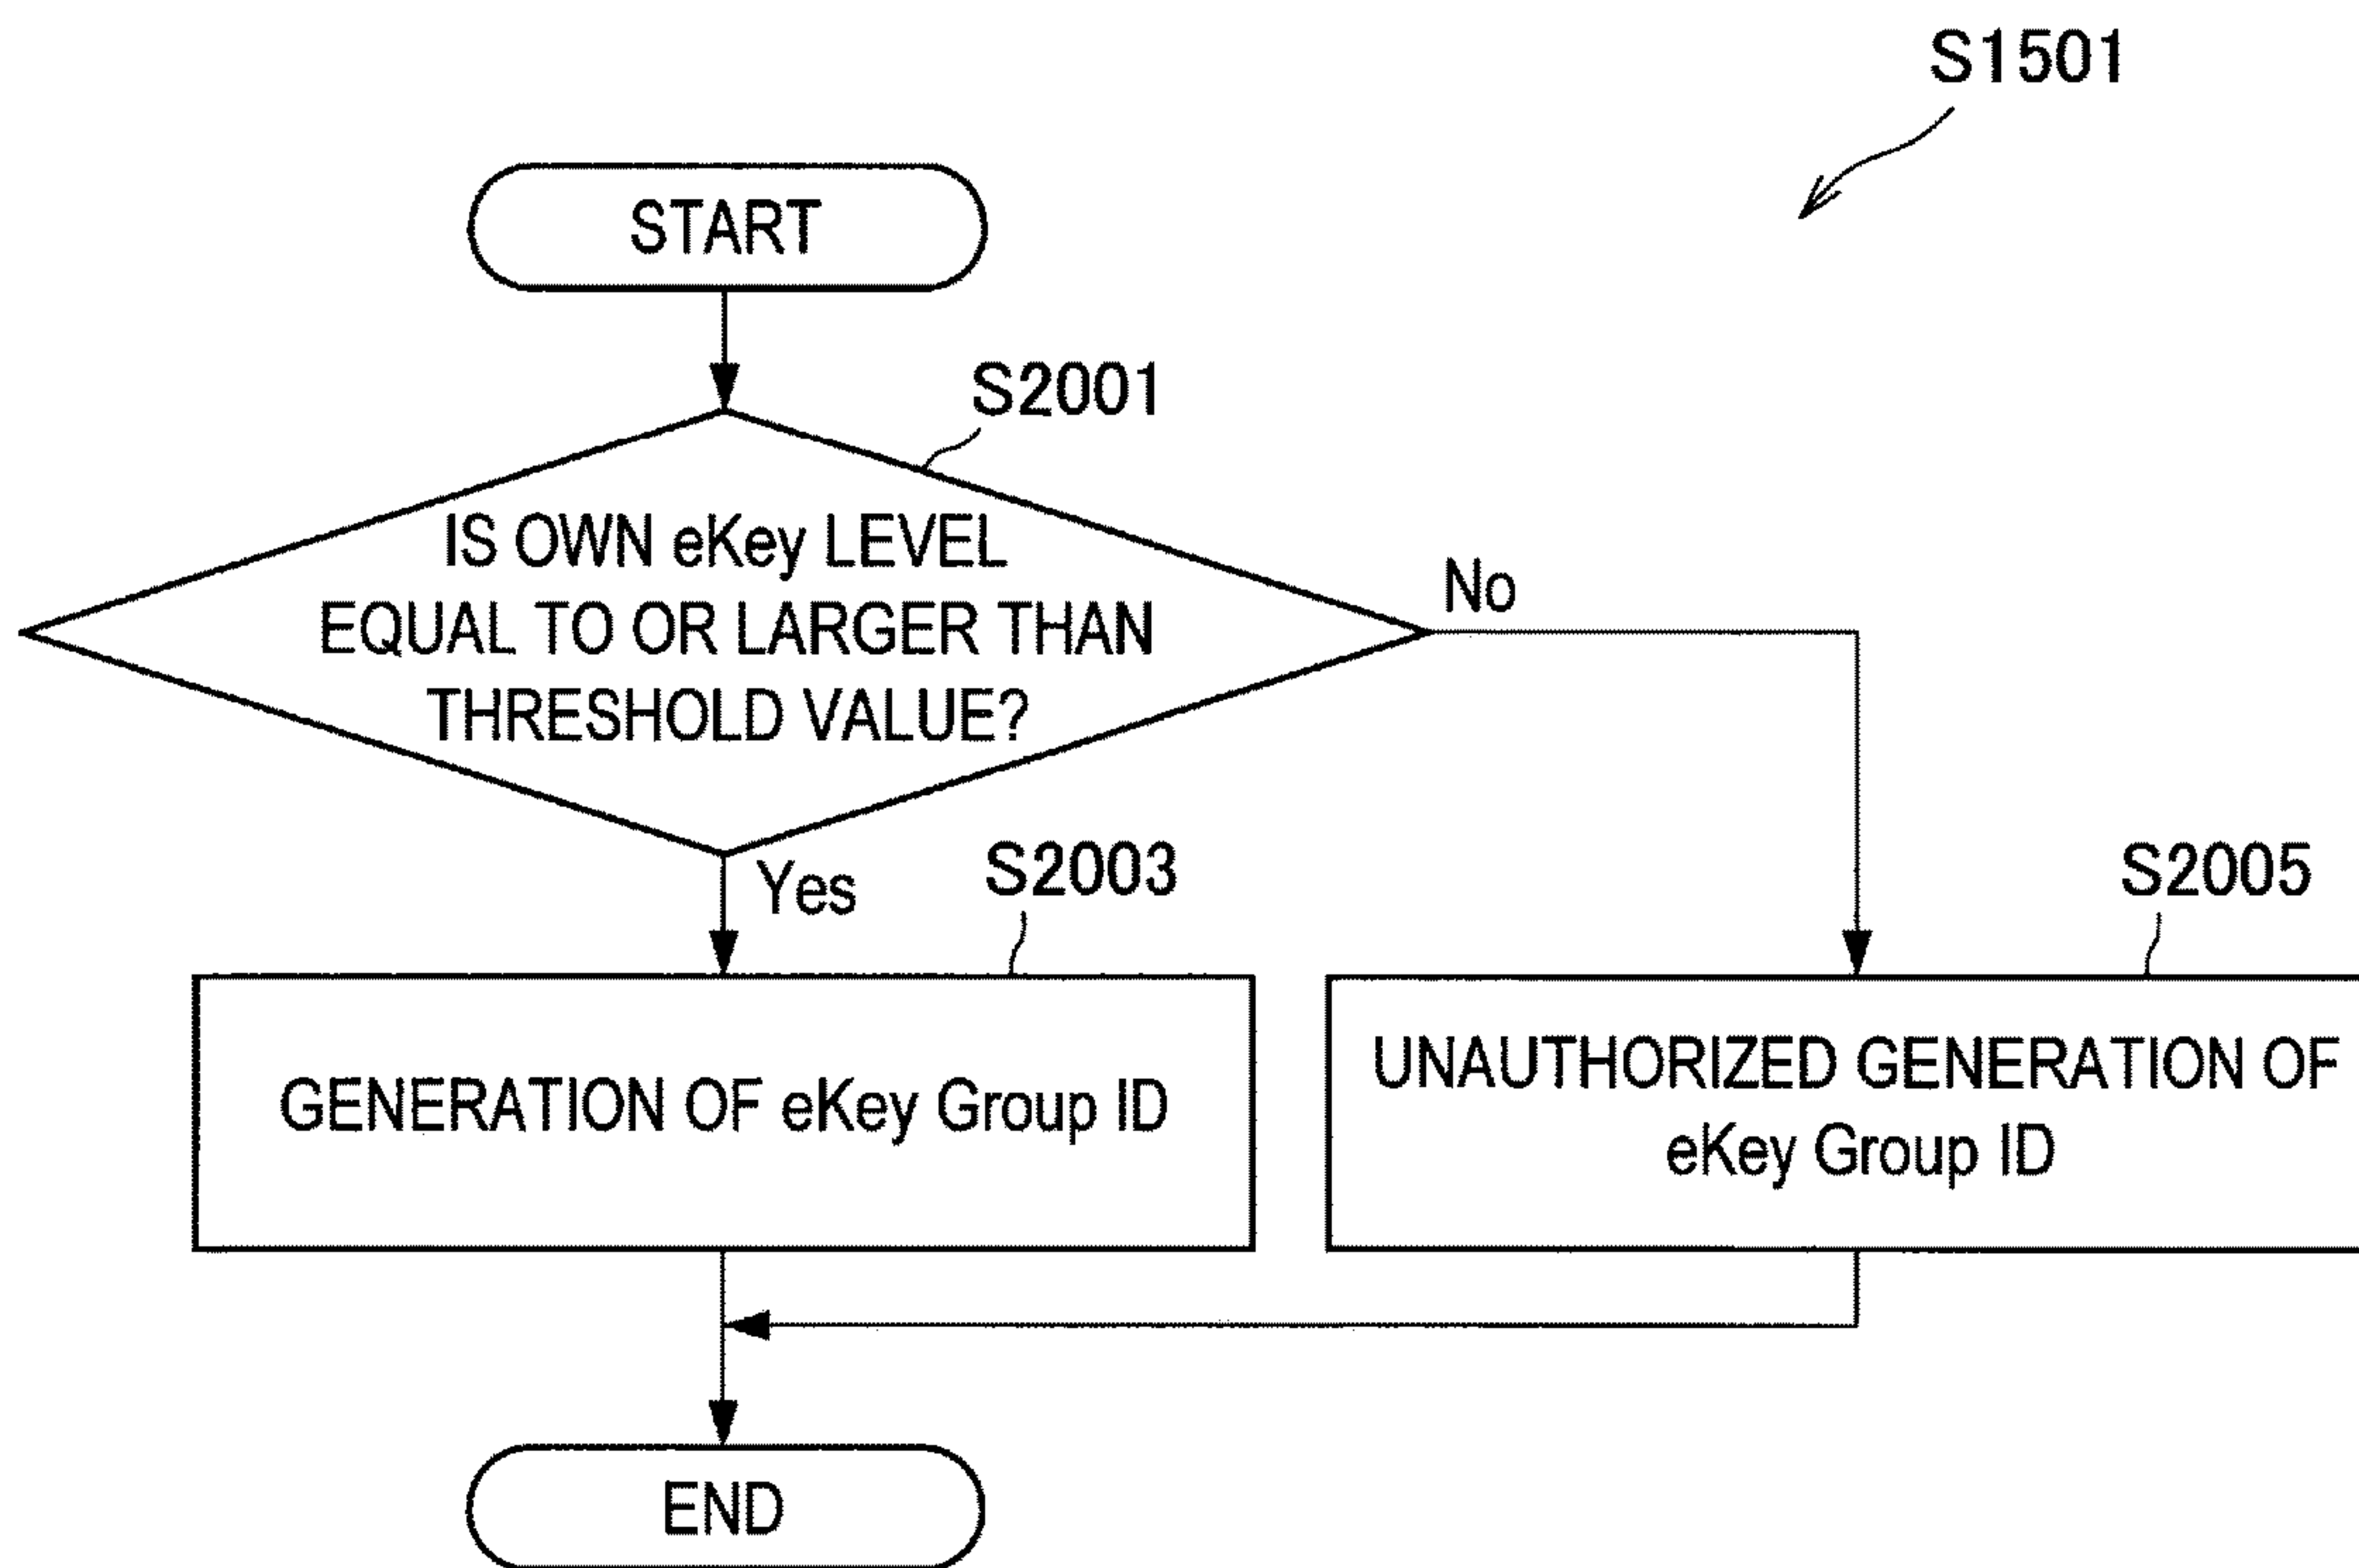 S1501
START
S2001
IS OWN eKey LEVEL
EQUAL TO OR LARGER THAN
THRESHOLD VALUE?
No
Yes
S2003
S2005
GENERATION OF eKey Group ID
UNAUTHORIZED GENERATION OF
eKey Group ID
END